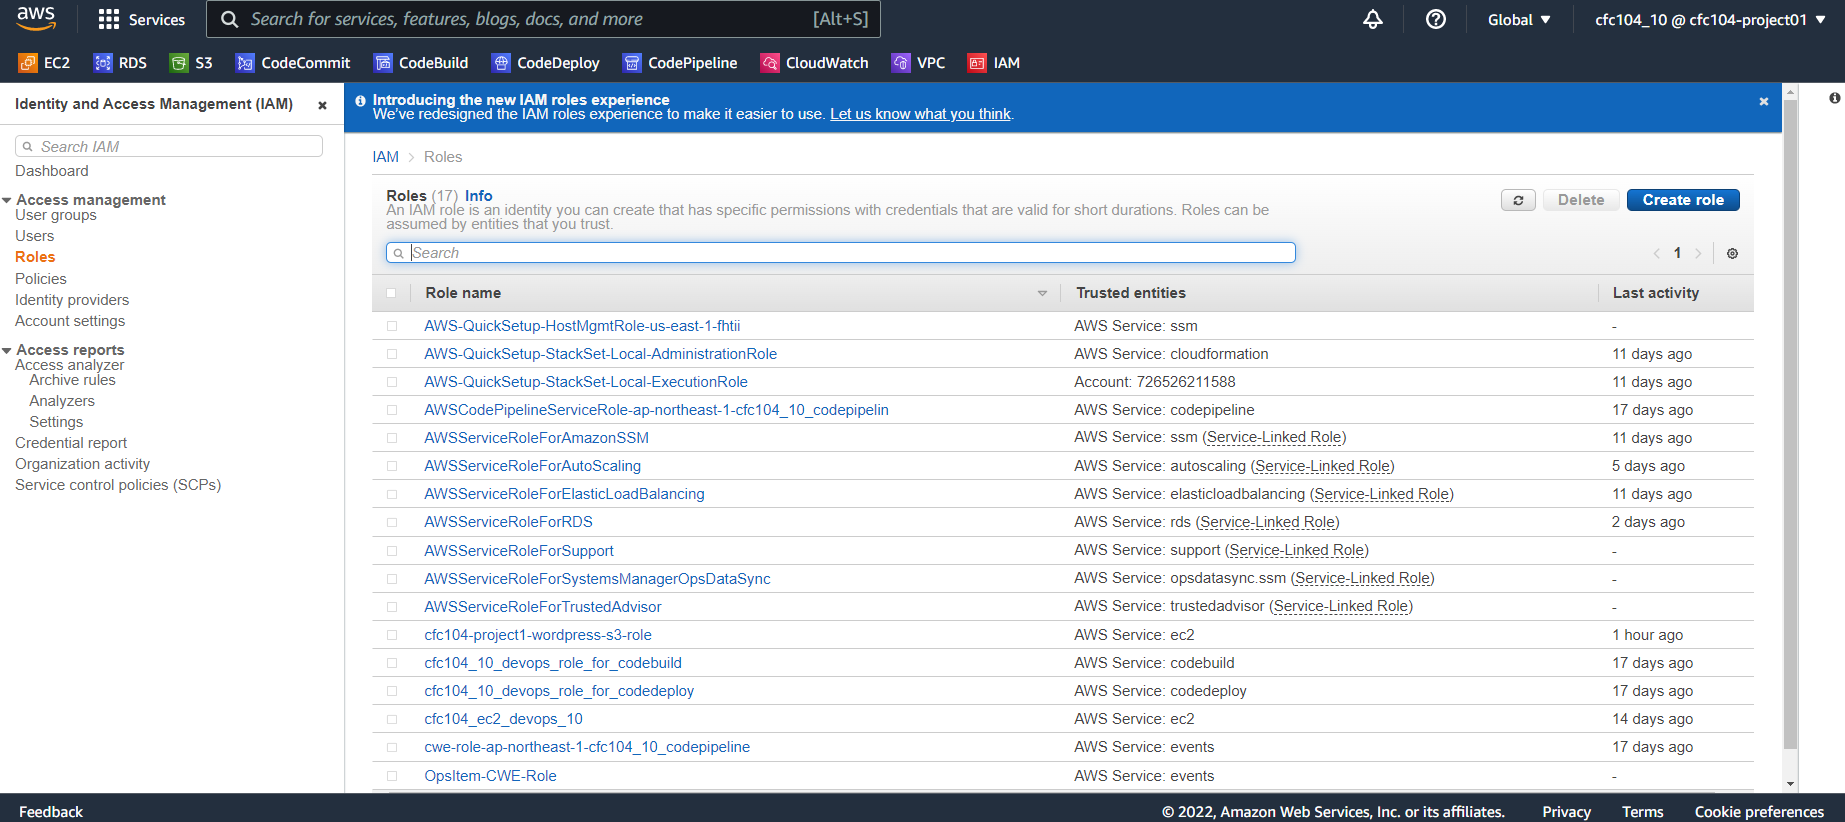 aws Services Search for services, features, blogs, docs, and more [Alt+S] Global ▼ cfc104_10 @ cfc104-project01 ▼
EC2 RDS S3 CodeCommit CodeBuild CodeDeploy CodePipeline CloudWatch VPC IAM
Identity and Access Management (IAM)
Search IAM
Dashboard
Access management
User groups
Users
Roles
Policies
Identity providers
Account settings
Access reports
Access analyzer
Archive rules
Analyzers
Settings
Credential report
Organization activity
Service control policies (SCPs)
Introducing the new IAM roles experience
We've redesigned the IAM roles experience to make it easier to use. Let us know what you think.
IAM > Roles
Roles (17) Info
An IAM role is an identity you can create that has specific permissions with credentials that are valid for short durations. Roles can be
assumed by entities that you trust.
Delete Create role
Search
1
Role name Trusted entities Last activity
AWS-QuickSetup-HostMgmtRole-us-east-1-fhtii AWS Service: ssm -
AWS-QuickSetup-StackSet-Local-AdministrationRole AWS Service: cloudformation 11 days ago
AWS-QuickSetup-StackSet-Local-ExecutionRole Account: 726526211588 11 days ago
AWSCodePipelineServiceRole-ap-northeast-1-cfc104_10_codepipelin AWS Service: codepipeline 17 days ago
AWSServiceRoleForAmazonSSM AWS Service: ssm (Service-Linked Role) 11 days ago
AWSServiceRoleForAutoScaling AWS Service: autoscaling (Service-Linked Role) 5 days ago
AWSServiceRoleForElasticLoadBalancing AWS Service: elasticloadbalancing (Service-Linked Role) 11 days ago
AWSServiceRoleForRDS AWS Service: rds (Service-Linked Role) 2 days ago
AWSServiceRoleForSupport AWS Service: support (Service-Linked Role) -
AWSServiceRoleForSystemsManagerOpsDataSync AWS Service: opsdatasync.ssm (Service-Linked Role) -
AWSServiceRoleForTrustedAdvisor AWS Service: trustedadvisor (Service-Linked Role) -
cfc104-project1-wordpress-s3-role AWS Service: ec2 1 hour ago
cfc104_10_devops_role_for_codebuild AWS Service: codebuild 17 days ago
cfc104_10_devops_role_for_codedeploy AWS Service: codedeploy 17 days ago
cfc104_ec2_devops_10 AWS Service: ec2 14 days ago
cwe-role-ap-northeast-1-cfc104_10_codepipeline AWS Service: events 17 days ago
OpsItem-CWE-Role AWS Service: events -
Feedback © 2022, Amazon Web Services, Inc. or its affiliates. Privacy Terms Cookie preferences